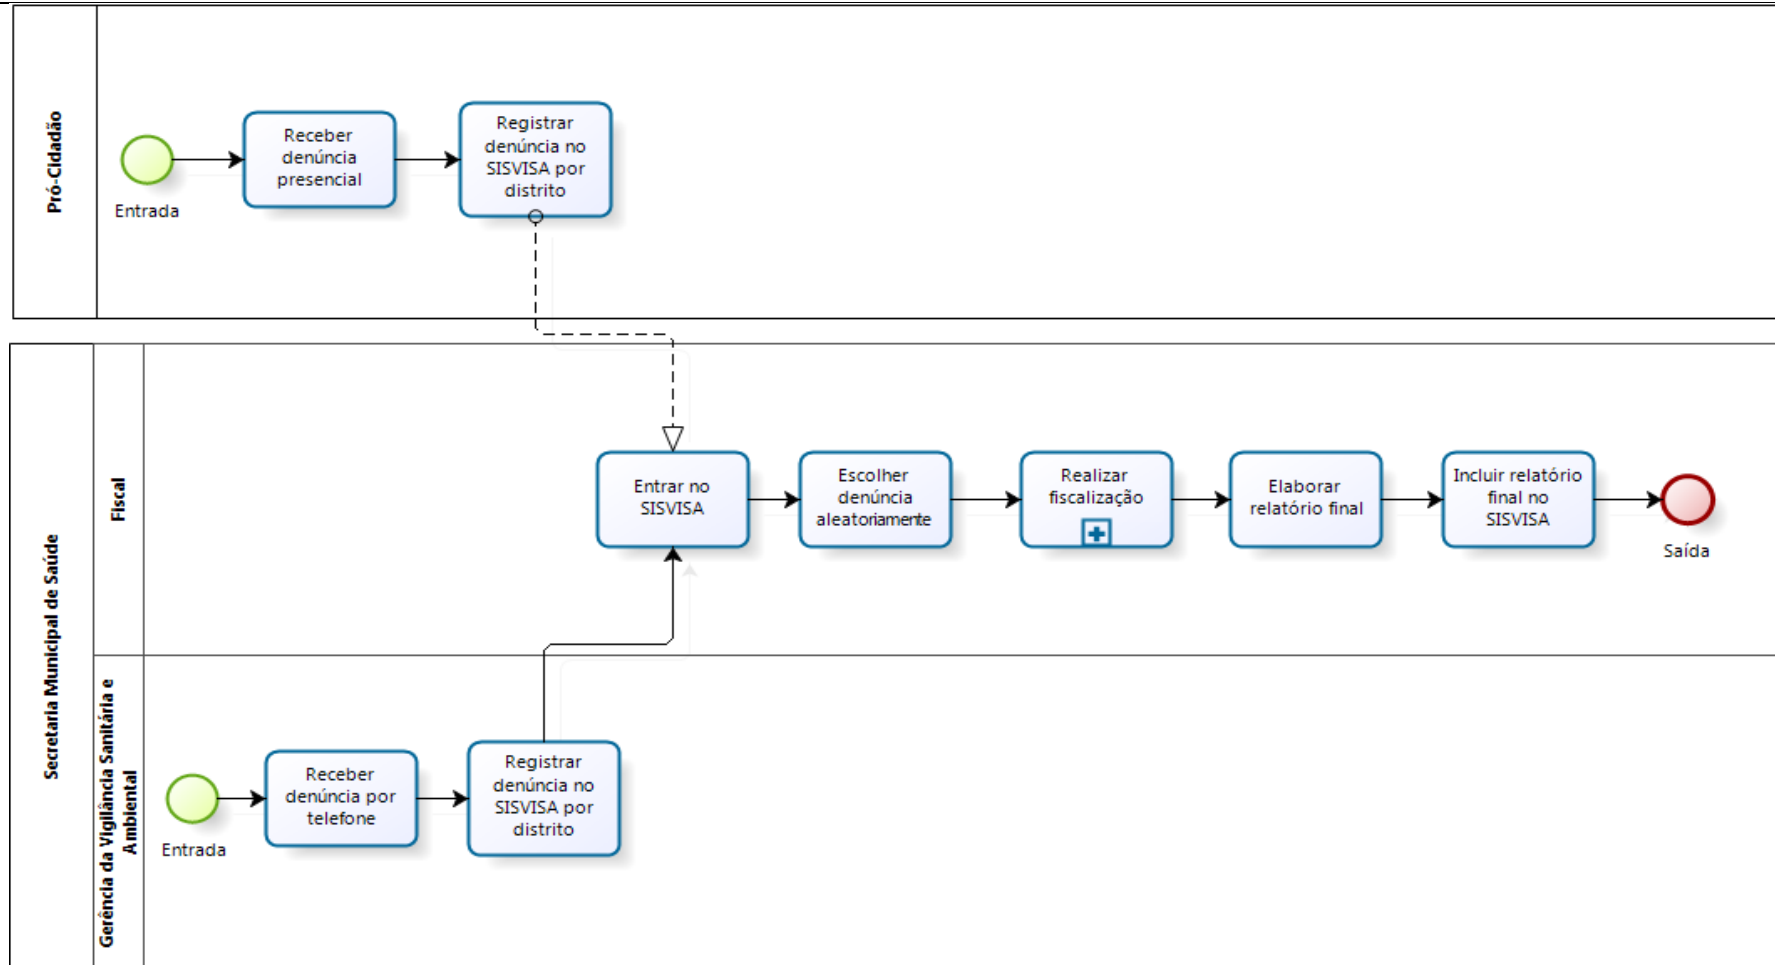 Pró-Cidadão
Entrada
Receber
denúncia
presencial
Registrar
denúncia no
SISVISA por
distrito
Secretaria Municipal de Saúde
Fiscal
Entrar no
SISVISA
Escolher
denúncia
aleatoriamente
Realizar
fiscalização
Elaborar
relatório final
Incluir relatório
final no
SISVISA
Saída
Gerência da Vigilância Sanitária e
Ambiental
Entrada
Receber
denúncia por
telefone
Registrar
denúncia no
SISVISA por
distrito